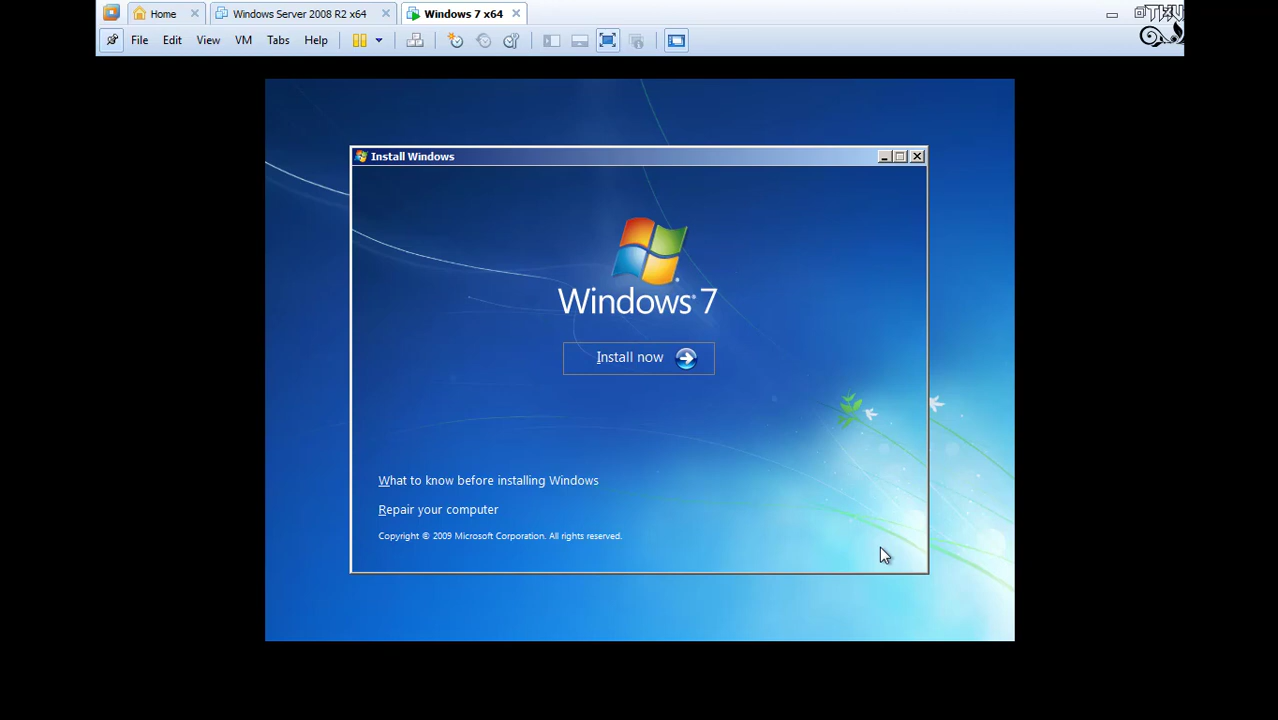 Home
Windows Server 2008 R2 x64
Windows 7 x64
File Edit View VM Tabs Help
Install Windows
Windows 7
Install now
What to know before installing Windows
Repair your computer
Copyright © 2009 Microsoft Corporation. All rights reserved.